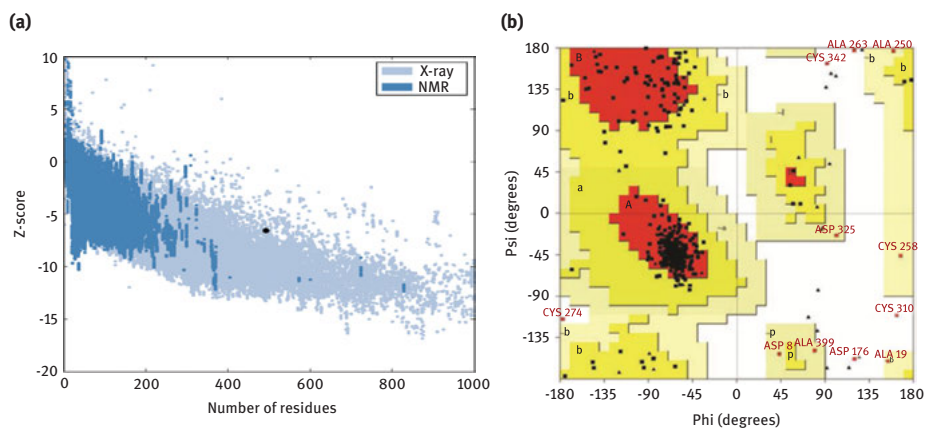 (a)
10
5
0
-5
-10
-15
-20
Z-score
X-ray
NMR
0
200
400
600
800
1000
Number of residues
(b)
180
135
90
45
0
-45
-90
-135
-180
Psi (degrees)
ALA 263 ALA 250
CYS 342
B
b
b
b
b
l
a
A
ASP 325
CYS 258
CYS 274
CYS 310
b
b
p
ASP 8 ALA 399
p
ASP 176 ALA 19
-180
-135
-90
-45
0
45
90
135
180
Phi (degrees)